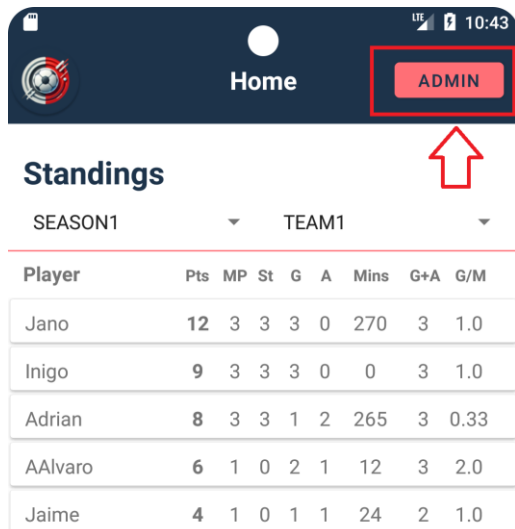 LTE 10:43
Home ADMIN
Standings
SEASON1 TEAM1
Player Pts MP St G A Mins G+A G/M
Jano 12 3 3 3 0 270 3 1.0
Inigo 9 3 3 3 0 0 3 1.0
Adrian 8 3 3 1 2 265 3 0.33
AAlvaro 6 1 0 2 1 12 3 2.0
Jaime 4 1 0 1 1 24 2 1.0